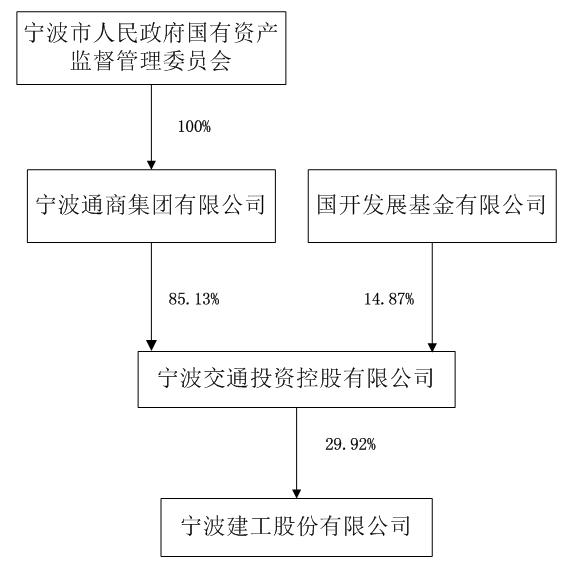 宁波市人民政府国有资产
监督管理委员会
100%
宁波通商集团有限公司
国开发展基金有限公司
85.13%
14.87%
宁波交通投资控股有限公司
29.92%
宁波建工股份有限公司